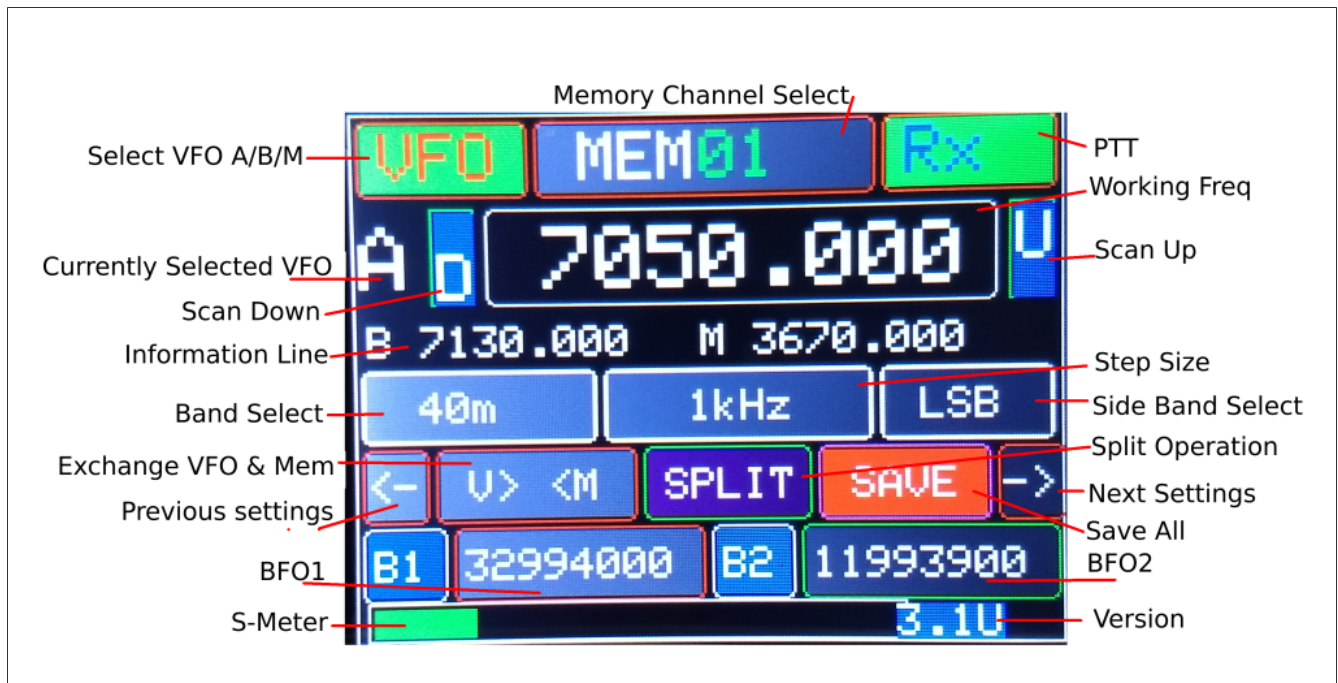 Memory Channel Select
Select VFO A/B/M
VFO
MEM01
Rx
PTT
Working Freq
Currently Selected VFO
A
D
7050.000
U
Scan Up
Scan Down
Information Line
B 7130.000 M 3670.000
Step Size
Band Select
40m
1kHz
LSB
Side Band Select
Split Operation
Exchange VFO & Mem
<-
V> <M
SPLIT
SAVE
->
Next Settings
Previous settings
Save All
BFO1
B1
32994000
B2
11993900
BFO2
S-Meter
3.1U
Version